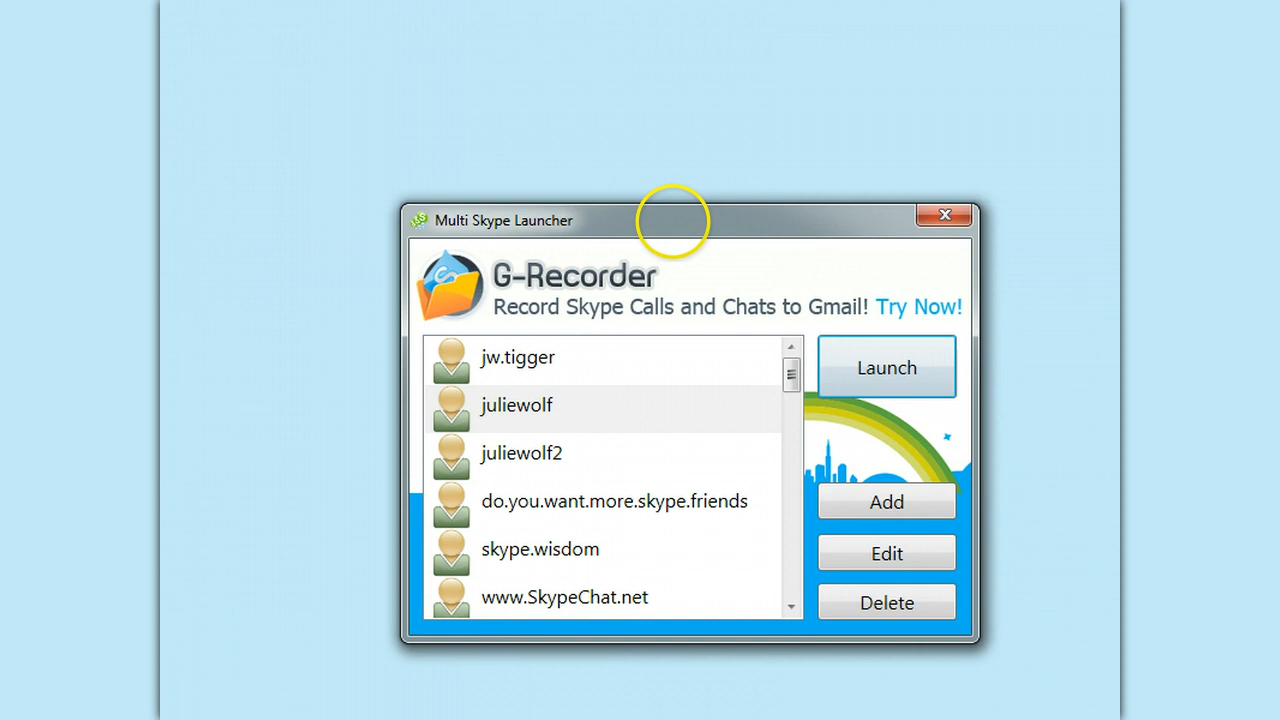 Multi Skype Launcher
G-Recorder
Record Skype Calls and Chats to Gmail! Try Now!
jw.tigger
juliewolf
juliewolf2
do.you.want.more.skype.friends
skype.wisdom
www.SkypeChat.net
Launch
Add
Edit
Delete